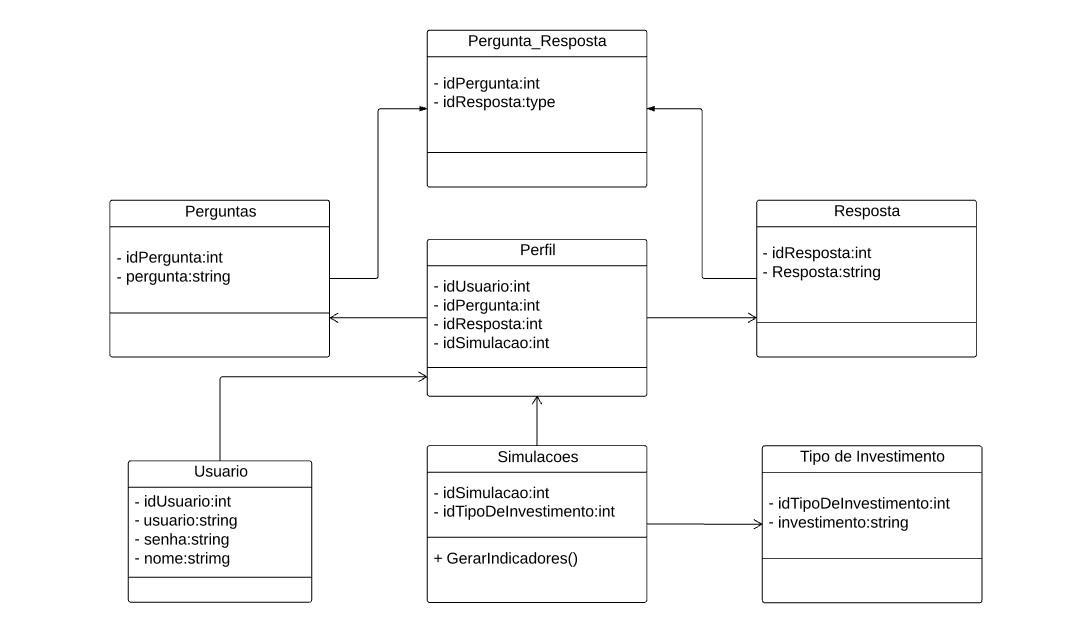 Pergunta_Resposta
- idPergunta:int
- idResposta:type
Perguntas
- idPergunta:int
- pergunta:string
Perfil
- idUsuario:int
- idPergunta:int
- idResposta:int
- idSimulacao:int
Resposta
- idResposta:int
- Resposta:string
Usuario
- idUsuario:int
- usuario:string
- senha:string
- nome:strimg
Simulacoes
- idSimulacao:int
- idTipoDeInvestimento:int
+ GerarIndicadores()
Tipo de Investimento
- idTipoDeInvestimento:int
- investimento:string